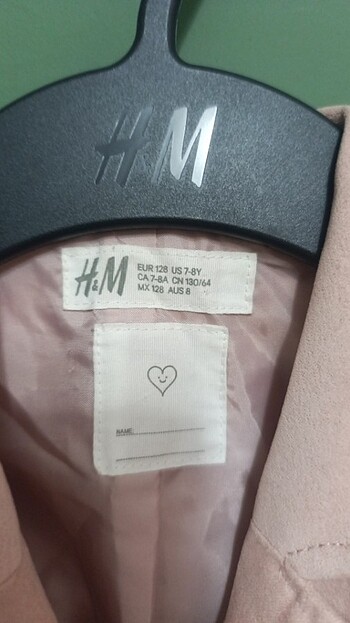 H&M
H&M
EUR 128 US 7-8Y
CA 7-8A CN 130/64
MX 128 AUS 8
NAME